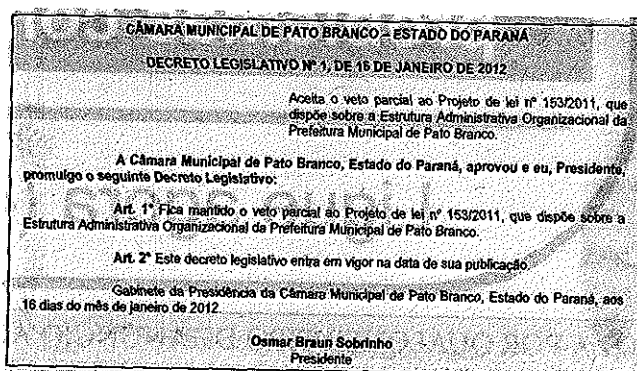 CÂMARA MUNICIPAL DE PATO BRANCO – ESTADO DO PARANÁ
DECRETO LEGISLATIVO Nº 1, DE 16 DE JANEIRO DE 2012
Aceita o veto parcial ao Projeto de lei nº 153/2011, que
dispõe sobre a Estrutura Administrativa Organizacional da
Prefeitura Municipal de Pato Branco.
A Câmara Municipal de Pato Branco, Estado do Paraná, aprovou e eu, Presidente,
promulgo o seguinte Decreto Legislativo:
Art. 1º Fica mantido o veto parcial ao Projeto de lei nº 153/2011, que dispõe sobre a
Estrutura Administrativa Organizacional da Prefeitura Municipal de Pato Branco.
Art. 2º Este decreto legislativo entra em vigor na data de sua publicação.
Gabinete da Presidência da Câmara Municipal de Pato Branco, Estado do Paraná, aos
16 dias do mês de janeiro de 2012.
Osmar Braun Sobrinho
Presidente